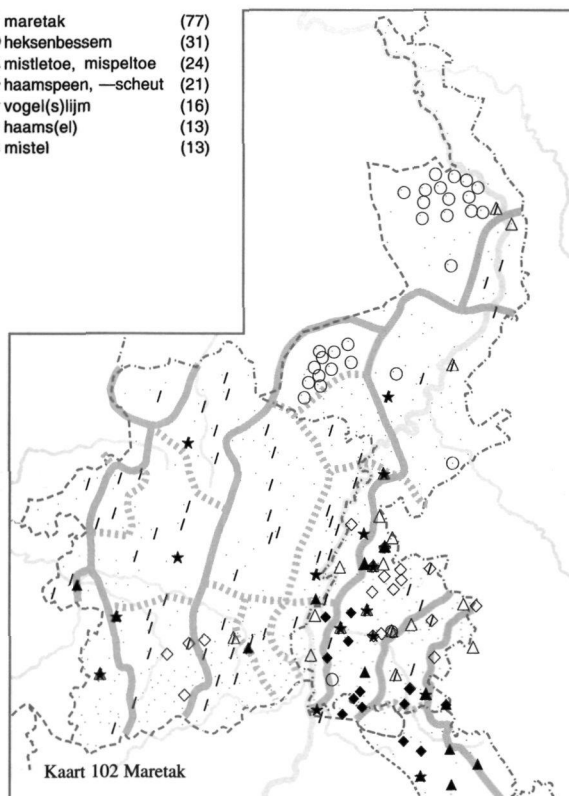 maretak (77)
heksenbessem (31)
mistletoe, mispeltoe (24)
haamspeen, —scheut (21)
vogel(s)lijm (16)
haams(el) (13)
mistel (13)
Kaart 102 Maretak